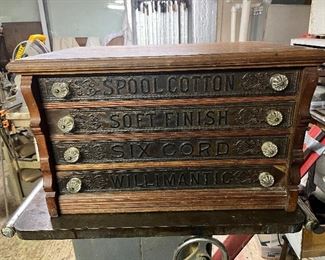 SPOOL COTTON
SOFT FINISH
SIX CORD
WILLIMANTIC